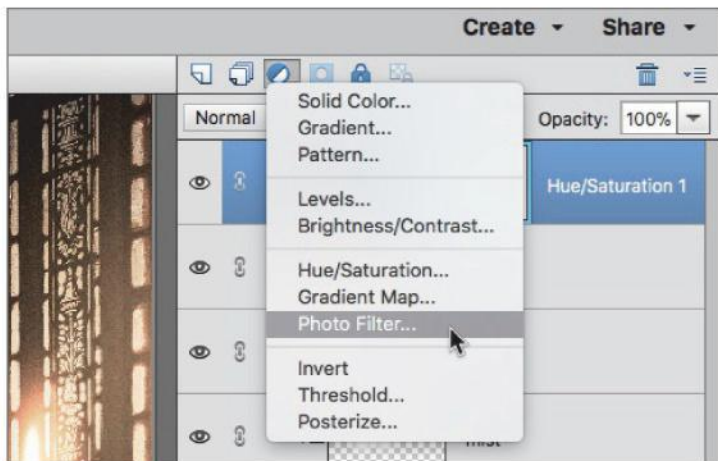 Create Share
Normal Opacity: 100%
Solid Color...
Gradient...
Pattern...
Hue/Saturation 1
Levels...
Brightness/Contrast...
Hue/Saturation...
Gradient Map...
Photo Filter...
Invert
Threshold...
Posterize...